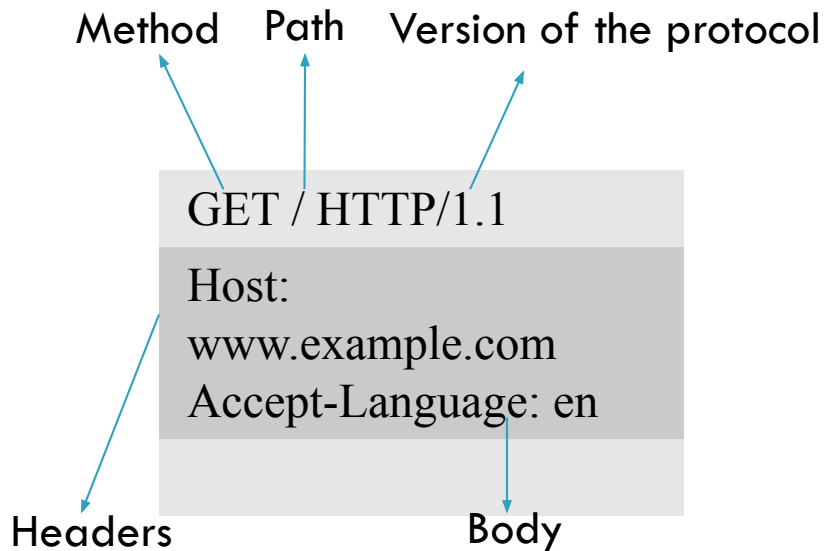 Method Path Version of the protocol
GET / HTTP/1.1
Host:
www.example.com
Accept-Language: en
Headers Body